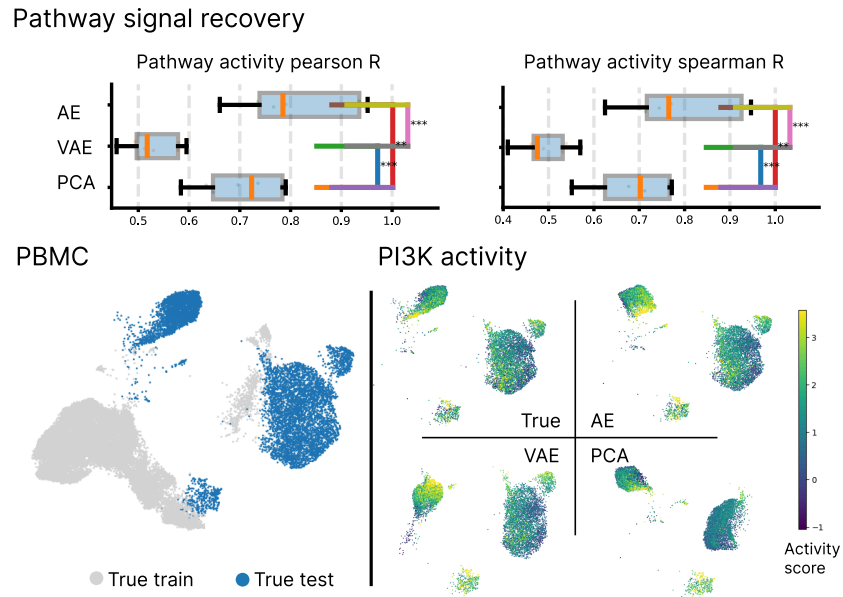 Pathway signal recovery
Pathway activity pearson R
Pathway activity spearman R
AE
VAE
PCA
***
**
***
***
**
***
0.5 0.6 0.7 0.8 0.9 1.0
0.4 0.5 0.6 0.7 0.8 0.9 1.0
PBMC
PI3K activity
True
AE
VAE
PCA
3
2
1
0
−1
Activity
score
True train
True test